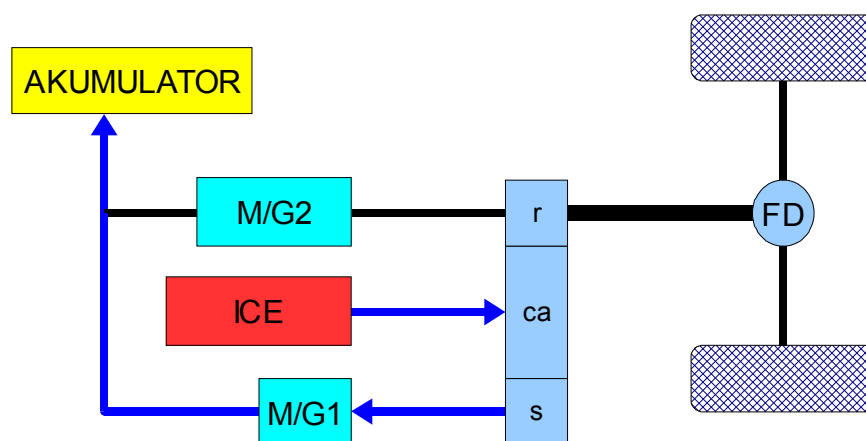 AKUMULATOR
M/G2
r
FD
ICE
ca
M/G1
s